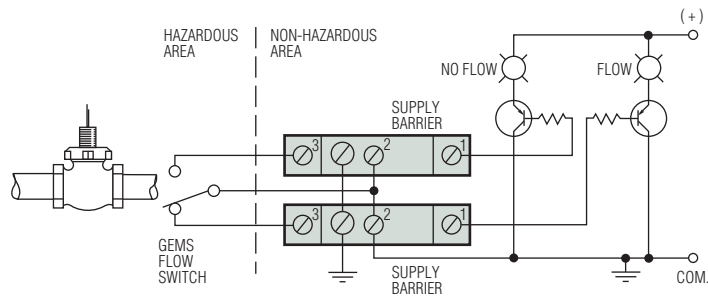 (+)
HAZARDOUS
AREA
NON-HAZARDOUS
AREA
NO FLOW
FLOW
SUPPLY
BARRIER
3
2
1
3
2
1
GEMS
FLOW
SWITCH
SUPPLY
BARRIER
COM.